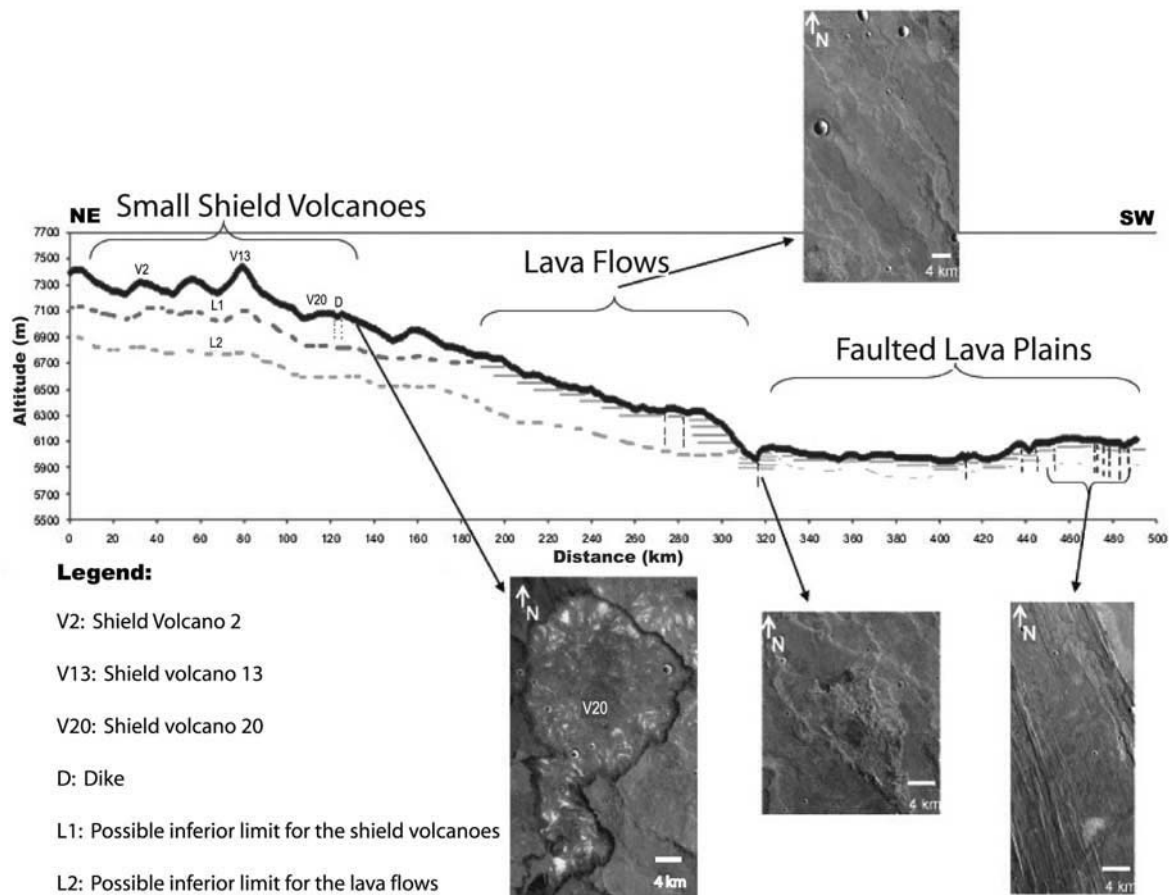 N
4 km
Small Shield Volcanoes
NE
SW
Lava Flows
Faulted Lava Plains
V2
V13
V20
D
L1
L2
Altitude (m)
7700
7500
7300
7100
6900
6700
6500
6300
6100
5900
5700
5500
0 20 40 60 80 100 120 140 160 180 200 220 240 260 280 300 320 340 360 380 400 420 440 460 480 500
Distance (km)
Legend:
V2: Shield Volcano 2
V13: Shield volcano 13
V20: Shield volcano 20
D: Dike
L1: Possible inferior limit for the shield volcanoes
L2: Possible inferior limit for the lava flows
N
V20
4 km
N
4 km
N
4 km